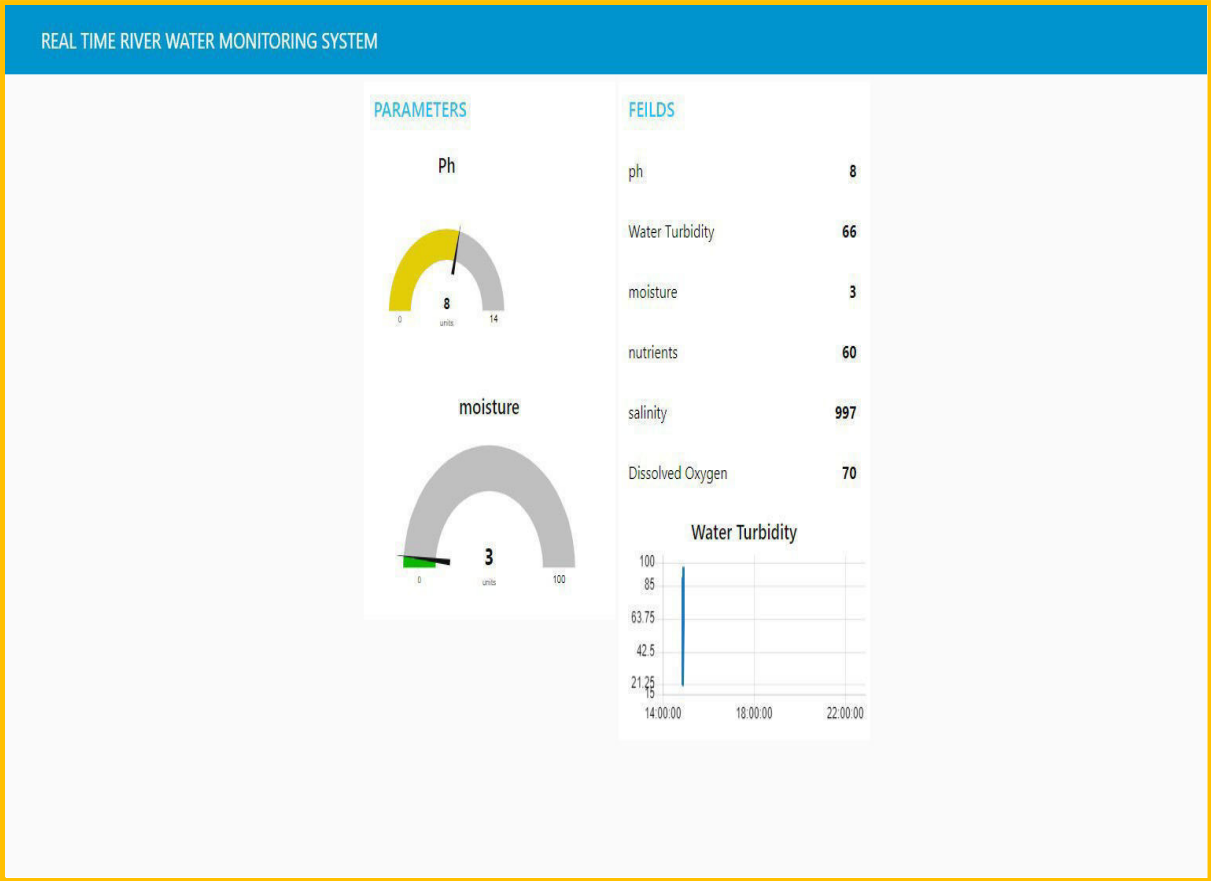 REAL TIME RIVER WATER MONITORING SYSTEM
PARAMETERS
Ph
8
units
0
14
moisture
3
units
0
100
FEILDS
ph 8
Water Turbidity 66
moisture 3
nutrients 60
salinity 997
Dissolved Oxygen 70
Water Turbidity
100
85
63.75
42.5
21.25
15
14:00:00 18:00:00 22:00:00